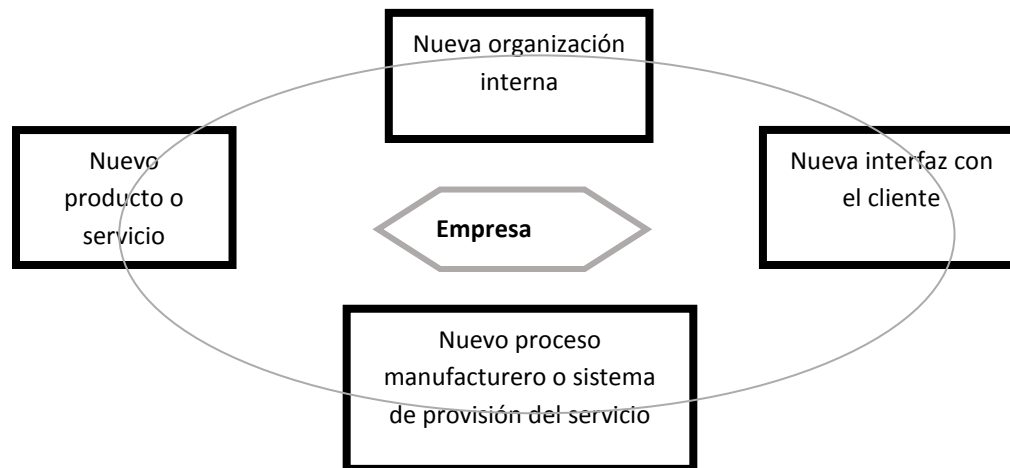 Nueva organización
interna
Nuevo
producto o
servicio
Nueva interfaz con
el cliente
Empresa
Nuevo proceso
manufacturero o sistema
de provisión del servicio